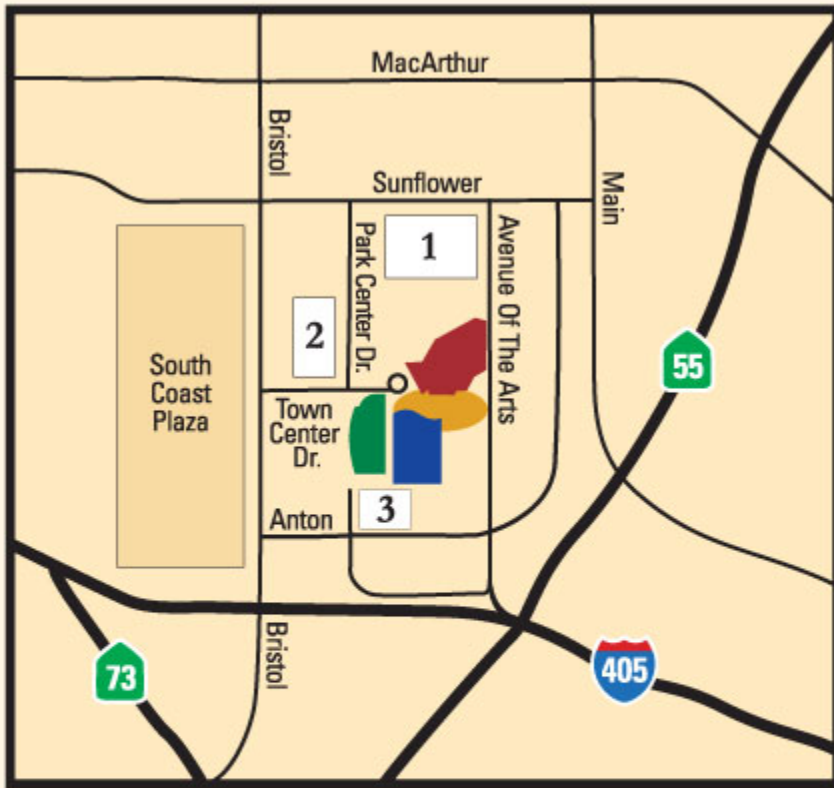 MacArthur
Bristol
Sunflower
Main
Park Center Dr.
1
Avenue Of The Arts
2
55
South
Coast
Plaza
Town
Center
Dr.
3
Anton
Bristol
73
405